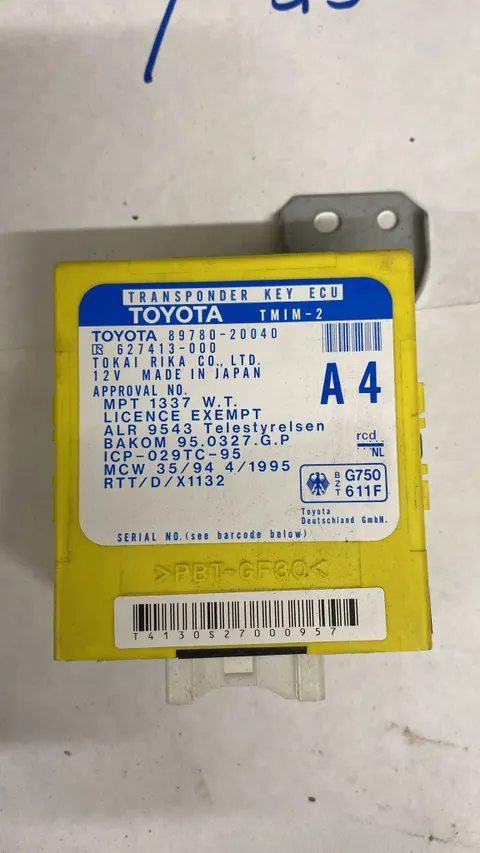 TRANSPONDER KEY ECU
TOYOTA TMIM-2
TOYOTA 89780-20040
627413-000
TOKAI RIKA CO., LTD.
12V MADE IN JAPAN
A4
APPROVAL NO.
MPT 1337 W.T.
LICENCE EXEMPT
ALR 9543 Telestyrelsen
BAKOM 95.0327.G.P
ICP-029TC-95
MCW 35/94 4/1995
RTT/D/X1132
rcd
NL
BZT G750
611F
Toyota
Deutschland GmbH.
SERIAL NO.(see barcode below)
>PBT-GF30<
T4130S27000957